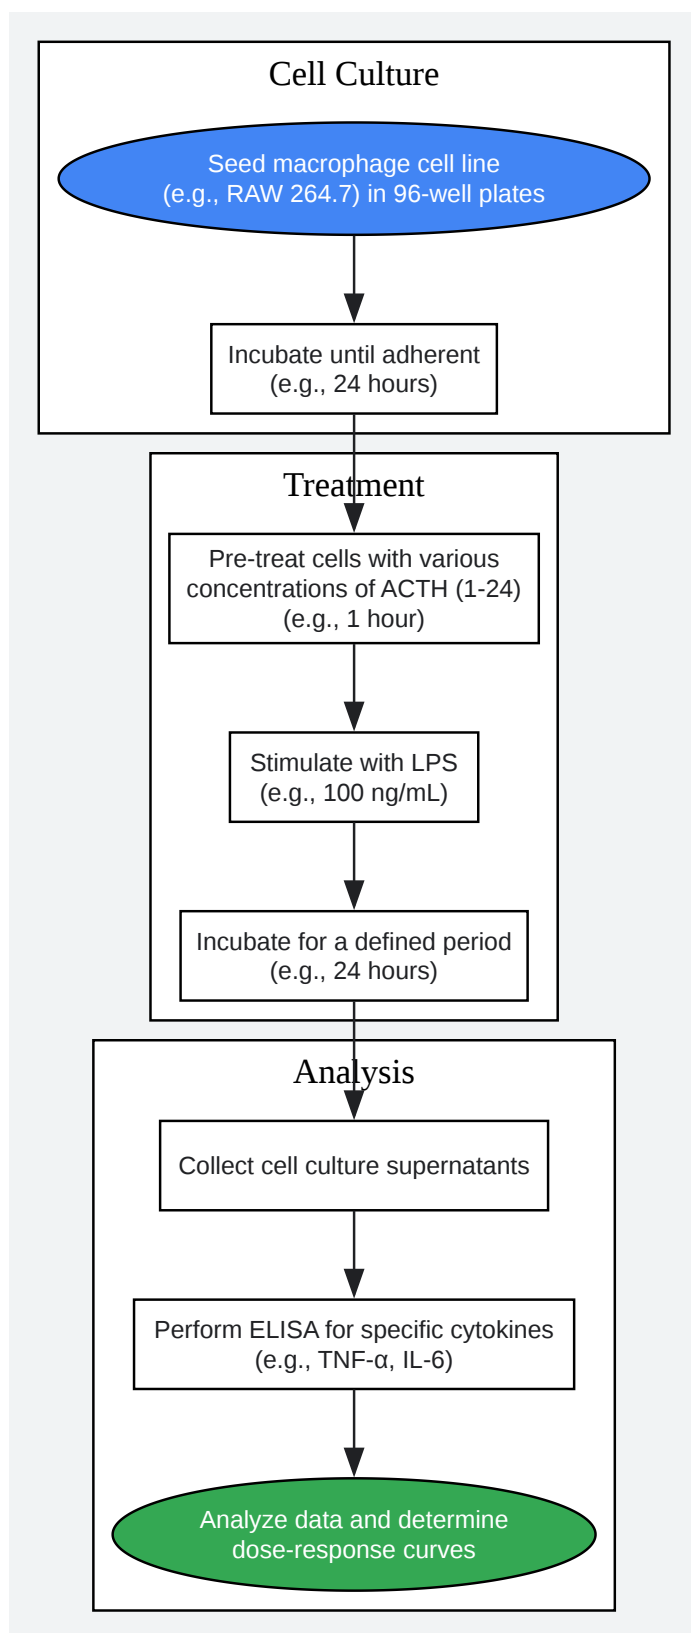 Cell Culture
Seed macrophage cell line
(e.g., RAW 264.7) in 96-well plates
Incubate until adherent
(e.g., 24 hours)
Treatment
Pre-treat cells with various
concentrations of ACTH (1-24)
(e.g., 1 hour)
Stimulate with LPS
(e.g., 100 ng/mL)
Incubate for a defined period
(e.g., 24 hours)
Analysis
Collect cell culture supernatants
Perform ELISA for specific cytokines
(e.g., TNF-α, IL-6)
Analyze data and determine
dose-response curves